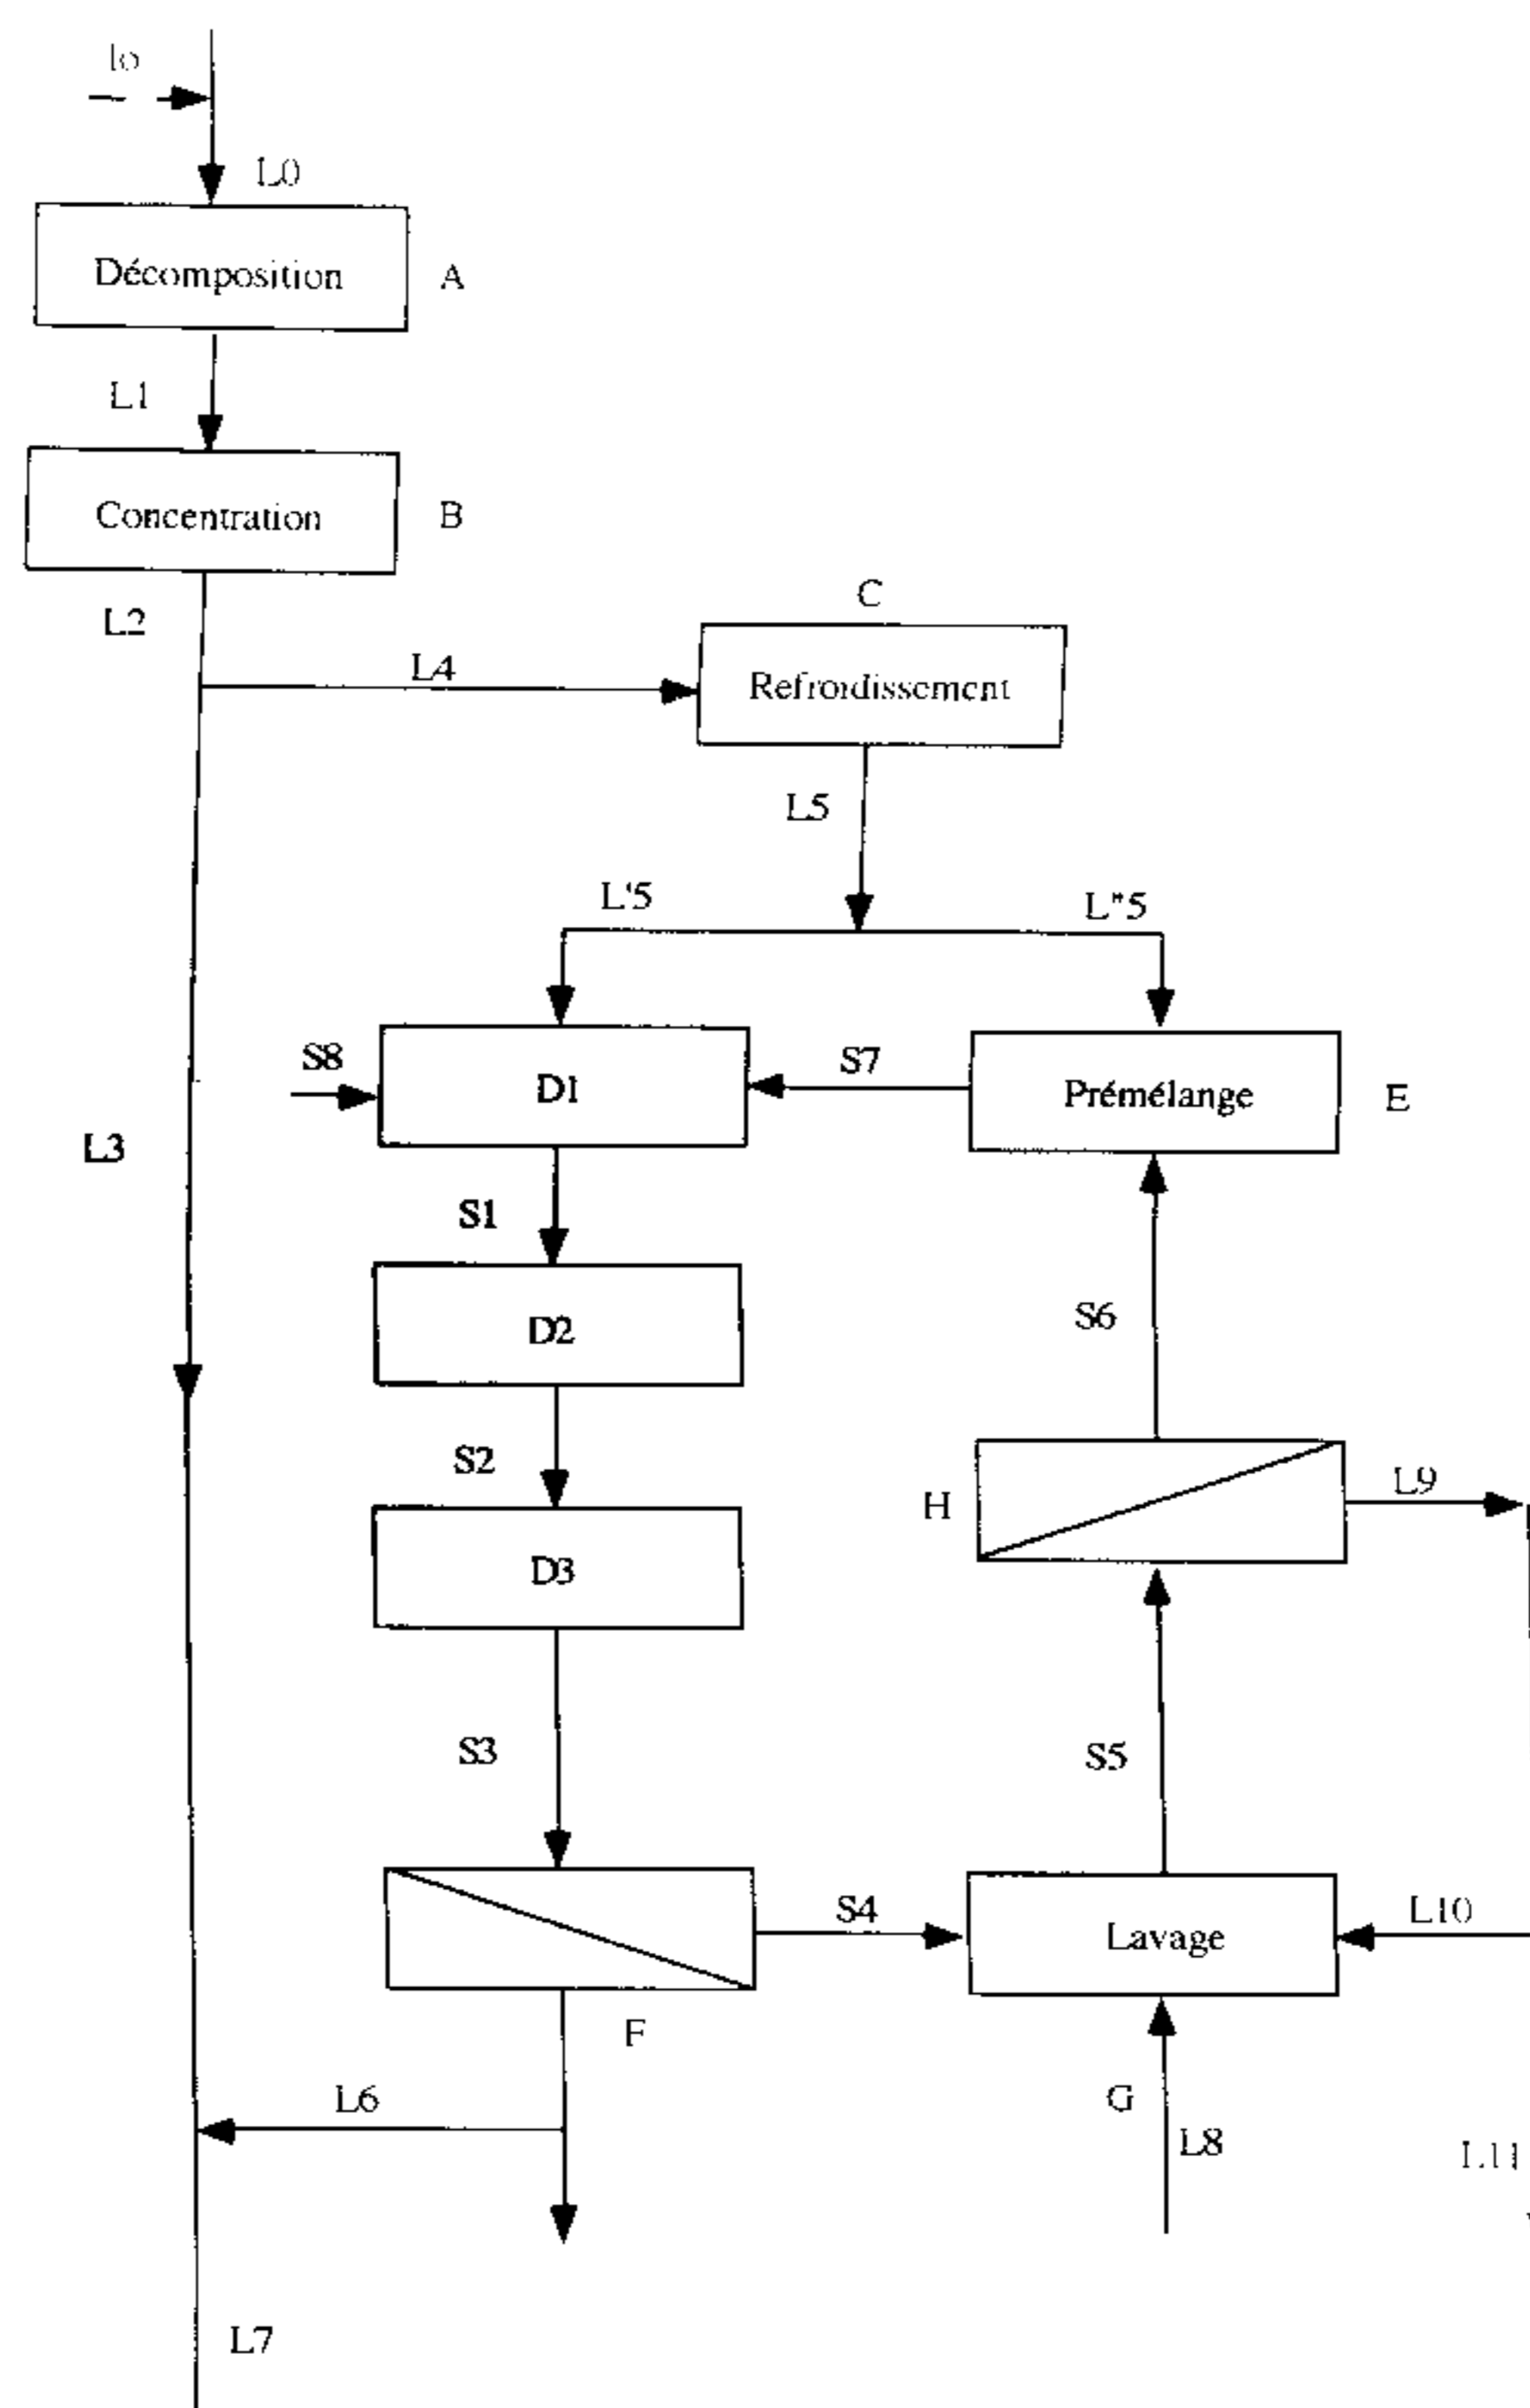 Io
L0
Décomposition
A
L1
Concentration
B
L2
C
L4
Refroidissement
L5
L'5
L"5
S8
D1
S7
Prémélange
E
L3
S1
D2
S6
S2
H
L9
D3
S3
S5
S4
Lavage
L10
F
L6
G
L8
L11
L7